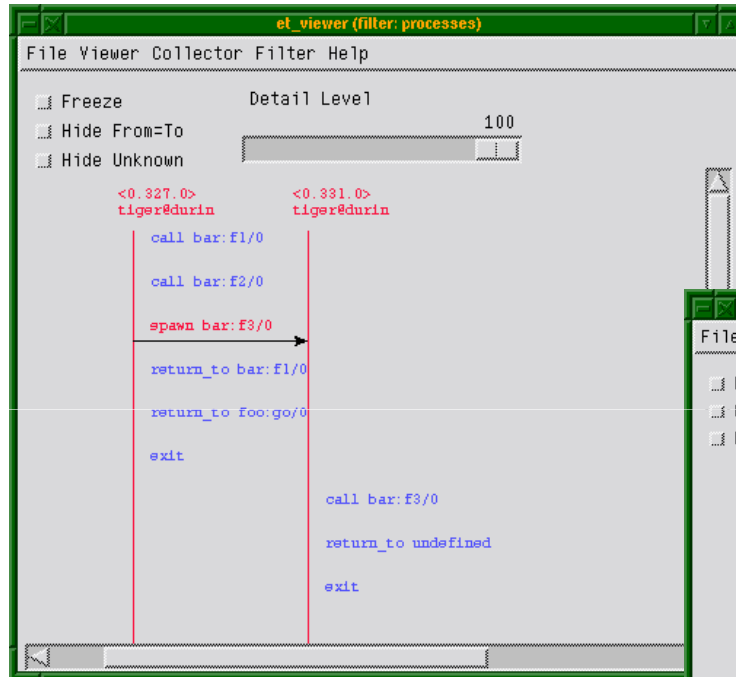 et_viewer (filter: processes)
File Viewer Collector Filter Help
Freeze
Detail Level
Hide From=To
100
Hide Unknown
<0.327.0>
tiger@durin
<0.331.0>
tiger@durin
call bar:f1/0
call bar:f2/0
spawn bar:f3/0
return_to bar:f1/0
return_to foo:go/0
exit
call bar:f3/0
return_to undefined
exit
File